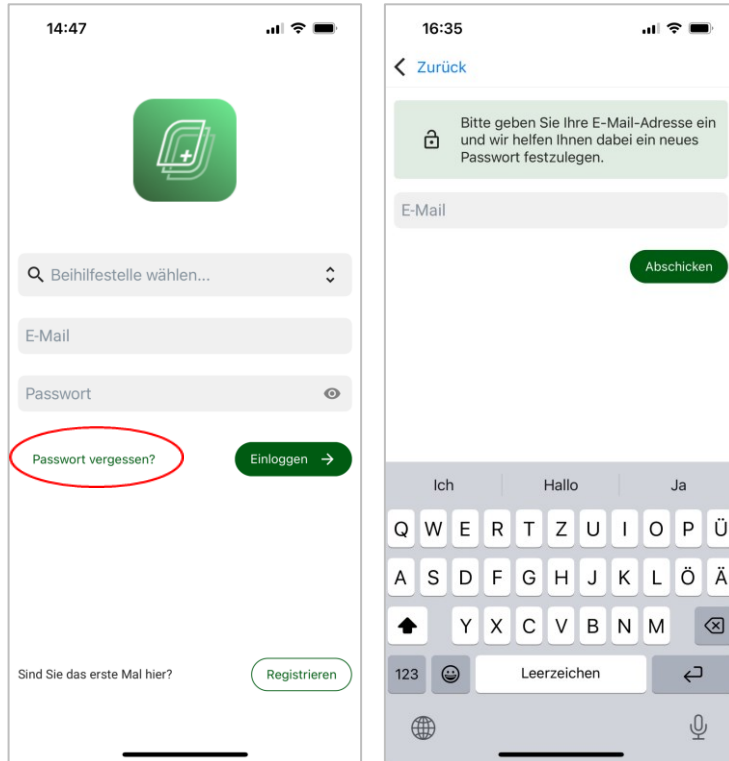 14:47
Beihilfestelle wählen...
E-Mail
Passwort
Passwort vergessen?
Einloggen
Sind Sie das erste Mal hier?
Registrieren
16:35
Zurück
Bitte geben Sie Ihre E-Mail-Adresse ein
und wir helfen Ihnen dabei ein neues
Passwort festzulegen.
E-Mail
Abschicken
Ich Hallo Ja
Q W E R T Z U I O P Ü
A S D F G H J K L Ö Ä
Y X C V B N M
123 Leerzeichen